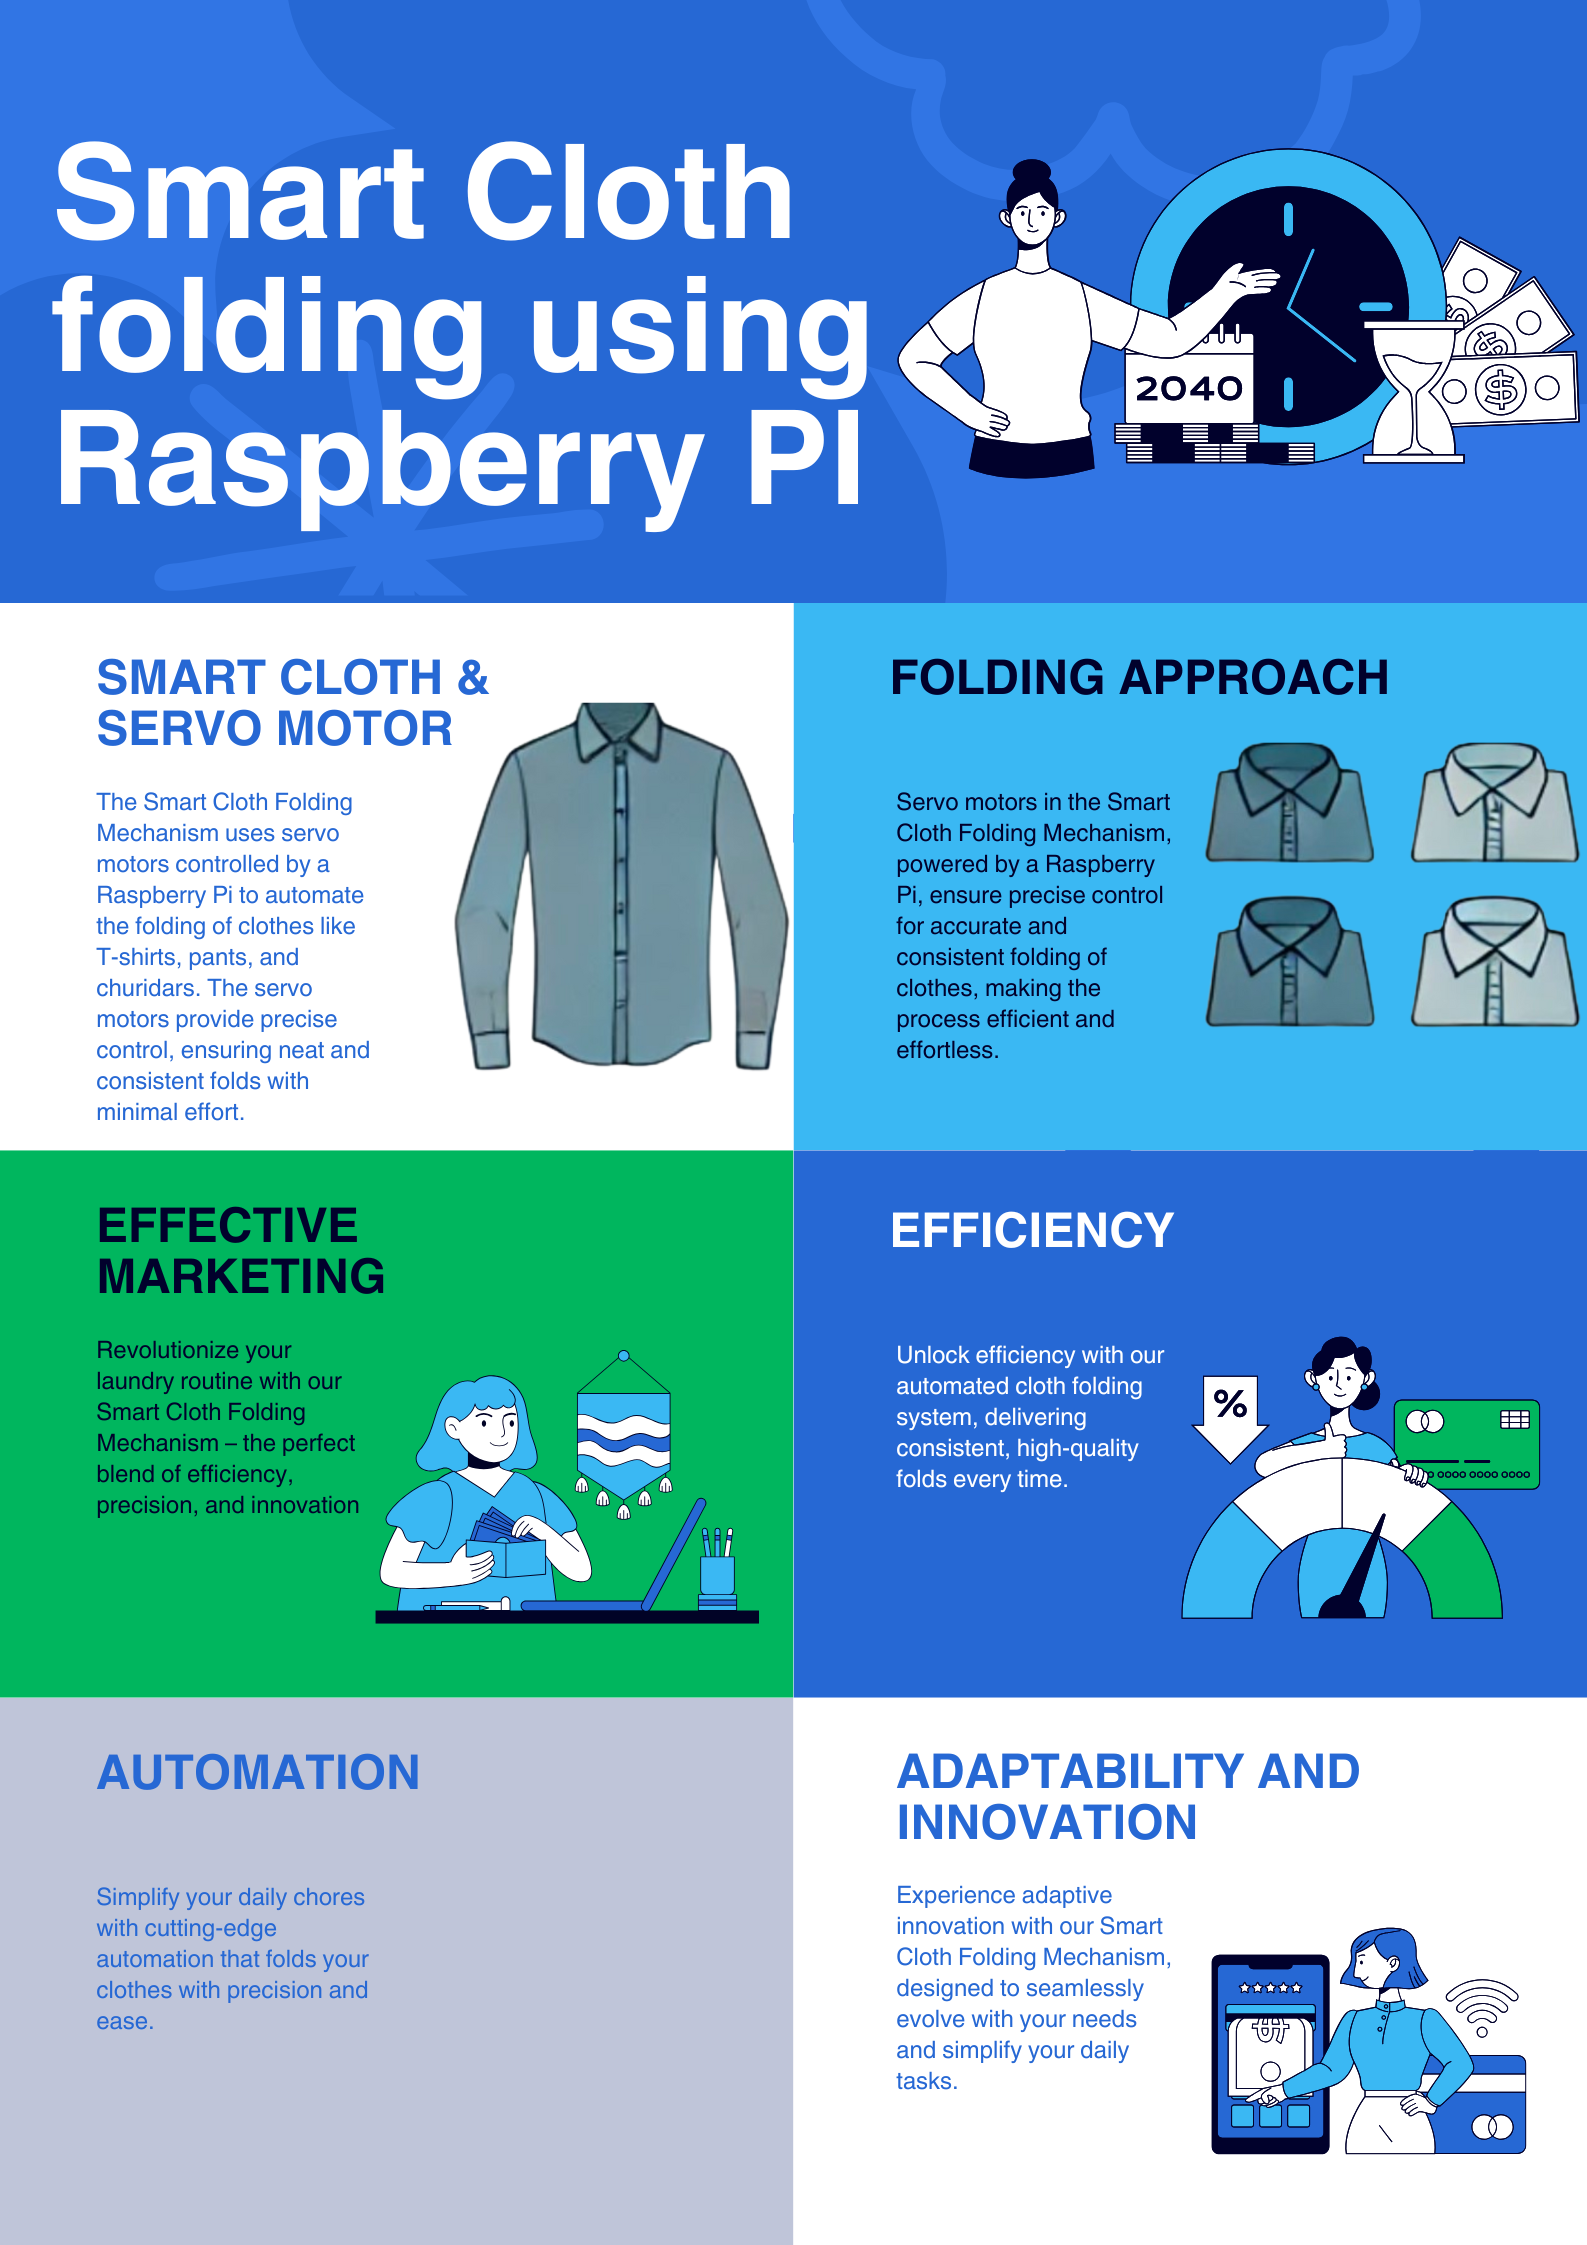 Smart Cloth
folding using
Raspberry PI
2040
SMART CLOTH &
SERVO MOTOR
The Smart Cloth Folding
Mechanism uses servo
motors controlled by a
Raspberry Pi to automate
the folding of clothes like
T-shirts, pants, and
churidars. The servo
motors provide precise
control, ensuring neat and
consistent folds with
minimal effort.
FOLDING APPROACH
Servo motors in the Smart
Cloth Folding Mechanism,
powered by a Raspberry
Pi, ensure precise control
for accurate and
consistent folding of
clothes, making the
process efficient and
effortless.
EFFECTIVE
MARKETING
Revolutionize your
laundry routine with our
Smart Cloth Folding
Mechanism – the perfect
blend of efficiency,
precision, and innovation
EFFICIENCY
Unlock efficiency with our
automated cloth folding
system, delivering
consistent, high-quality
folds every time.
%
AUTOMATION
Simplify your daily chores
with cutting-edge
automation that folds your
clothes with precision and
ease.
ADAPTABILITY AND
INNOVATION
Experience adaptive
innovation with our Smart
Cloth Folding Mechanism,
designed to seamlessly
evolve with your needs
and simplify your daily
tasks.